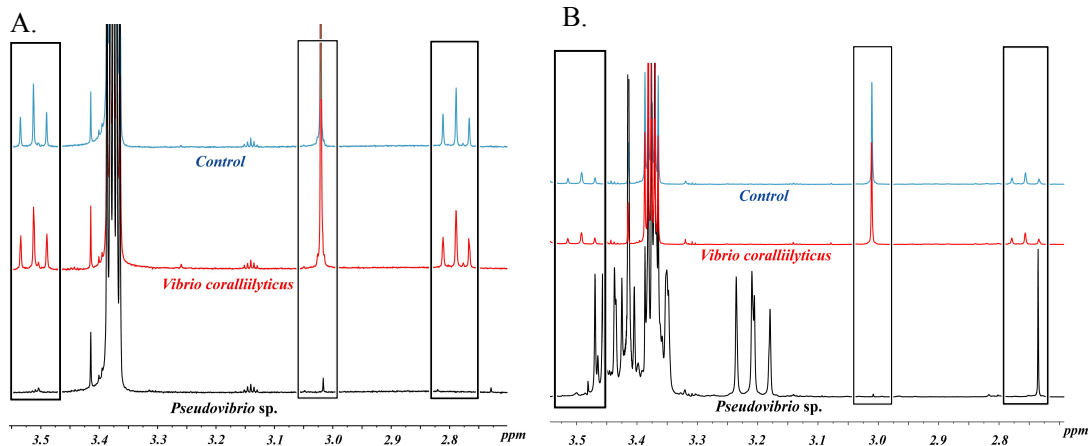 A.
B.
Control
Vibrio coralliilyticus
Pseudovibrio sp.
3.5 3.4 3.3 3.2 3.1 3.0 2.9 2.8 ppm
Control
Vibrio coralliilyticus
Pseudovibrio sp.
3.5 3.4 3.3 3.2 3.1 3.0 2.9 2.8 ppm